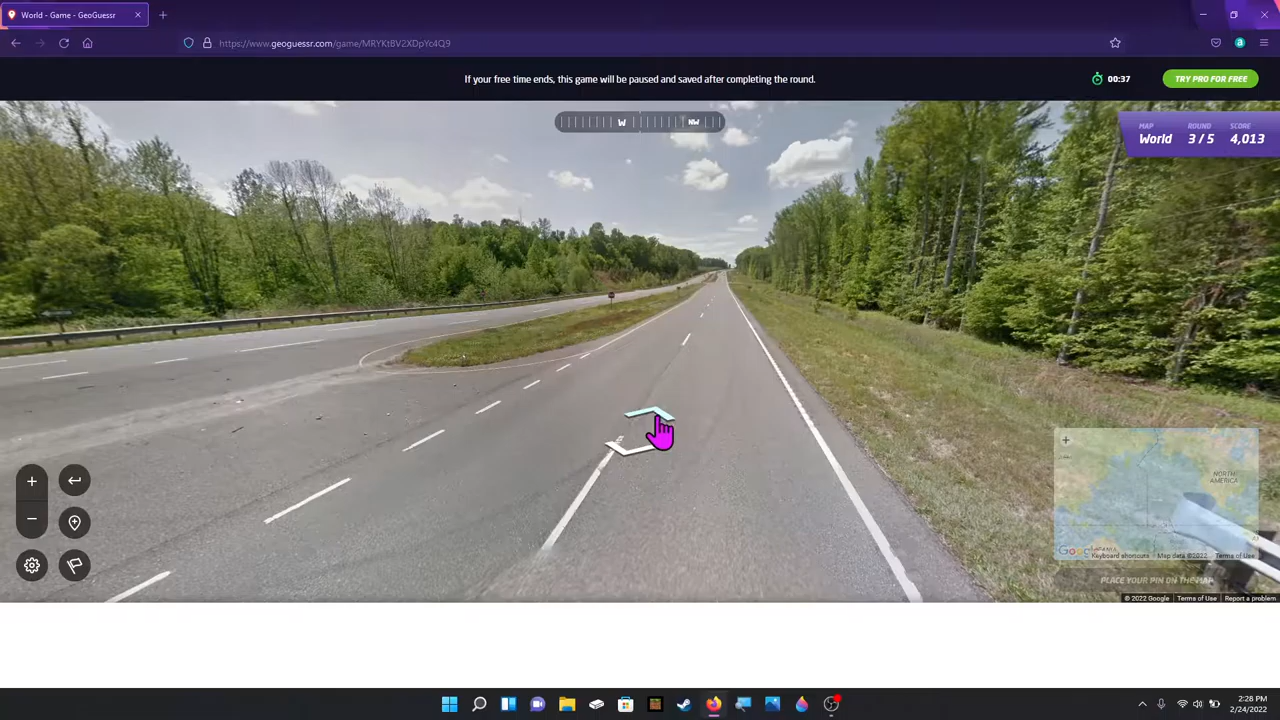 World - Game - GeoGuessr
https://www.geoguessr.com/game/MRYKtBV2XDpYo4Q9
If your free time ends, this game will be paused and saved after completing the round.
00:37
TRY PRO FOR FREE
W
NW
MAP
ROUND
SCORE
World
3 / 5
4,013
NORTH
AMERICA
Google
Keyboard shortcuts
Map data ©2022
Terms of Use
PLACE YOUR PIN ON THE MAP
© 2022 Google
Terms of Use
Report a problem
2:28 PM
2/24/2022